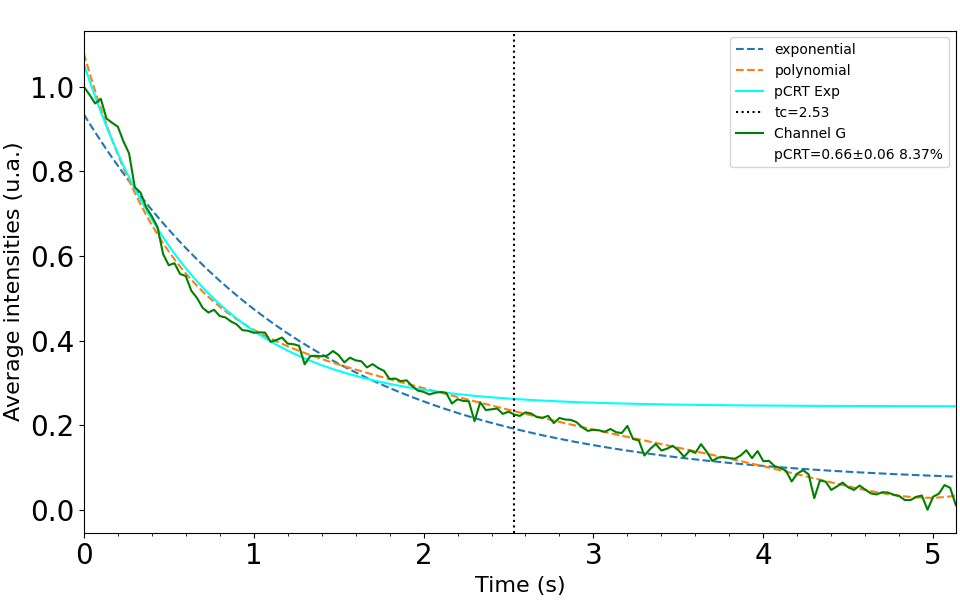 exponential
polynomial
pCRT Exp
tc=2.53
Channel G
pCRT=0.66±0.06 8.37%
Average intensities (u.a.)
1.0
0.8
0.6
0.4
0.2
0.0
0 1 2 3 4 5
Time (s)